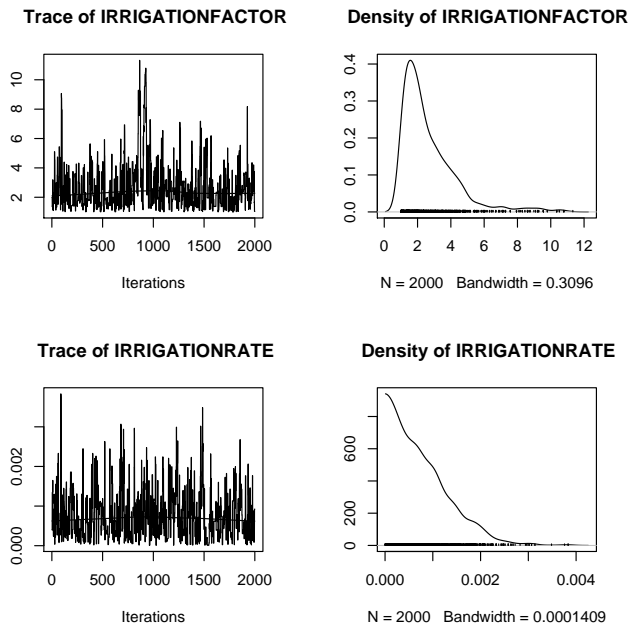 Trace of IRRIGATIONFACTOR
2 4 6 8 10
0 500 1000 1500 2000
Iterations
Density of IRRIGATIONFACTOR
0.0 0.1 0.2 0.3 0.4
0 2 4 6 8 10 12
N = 2000 Bandwidth = 0.3096
Trace of IRRIGATIONRATE
0.000 0.002
0 500 1000 1500 2000
Iterations
Density of IRRIGATIONRATE
0 200 600
0.000 0.002 0.004
N = 2000 Bandwidth = 0.0001409